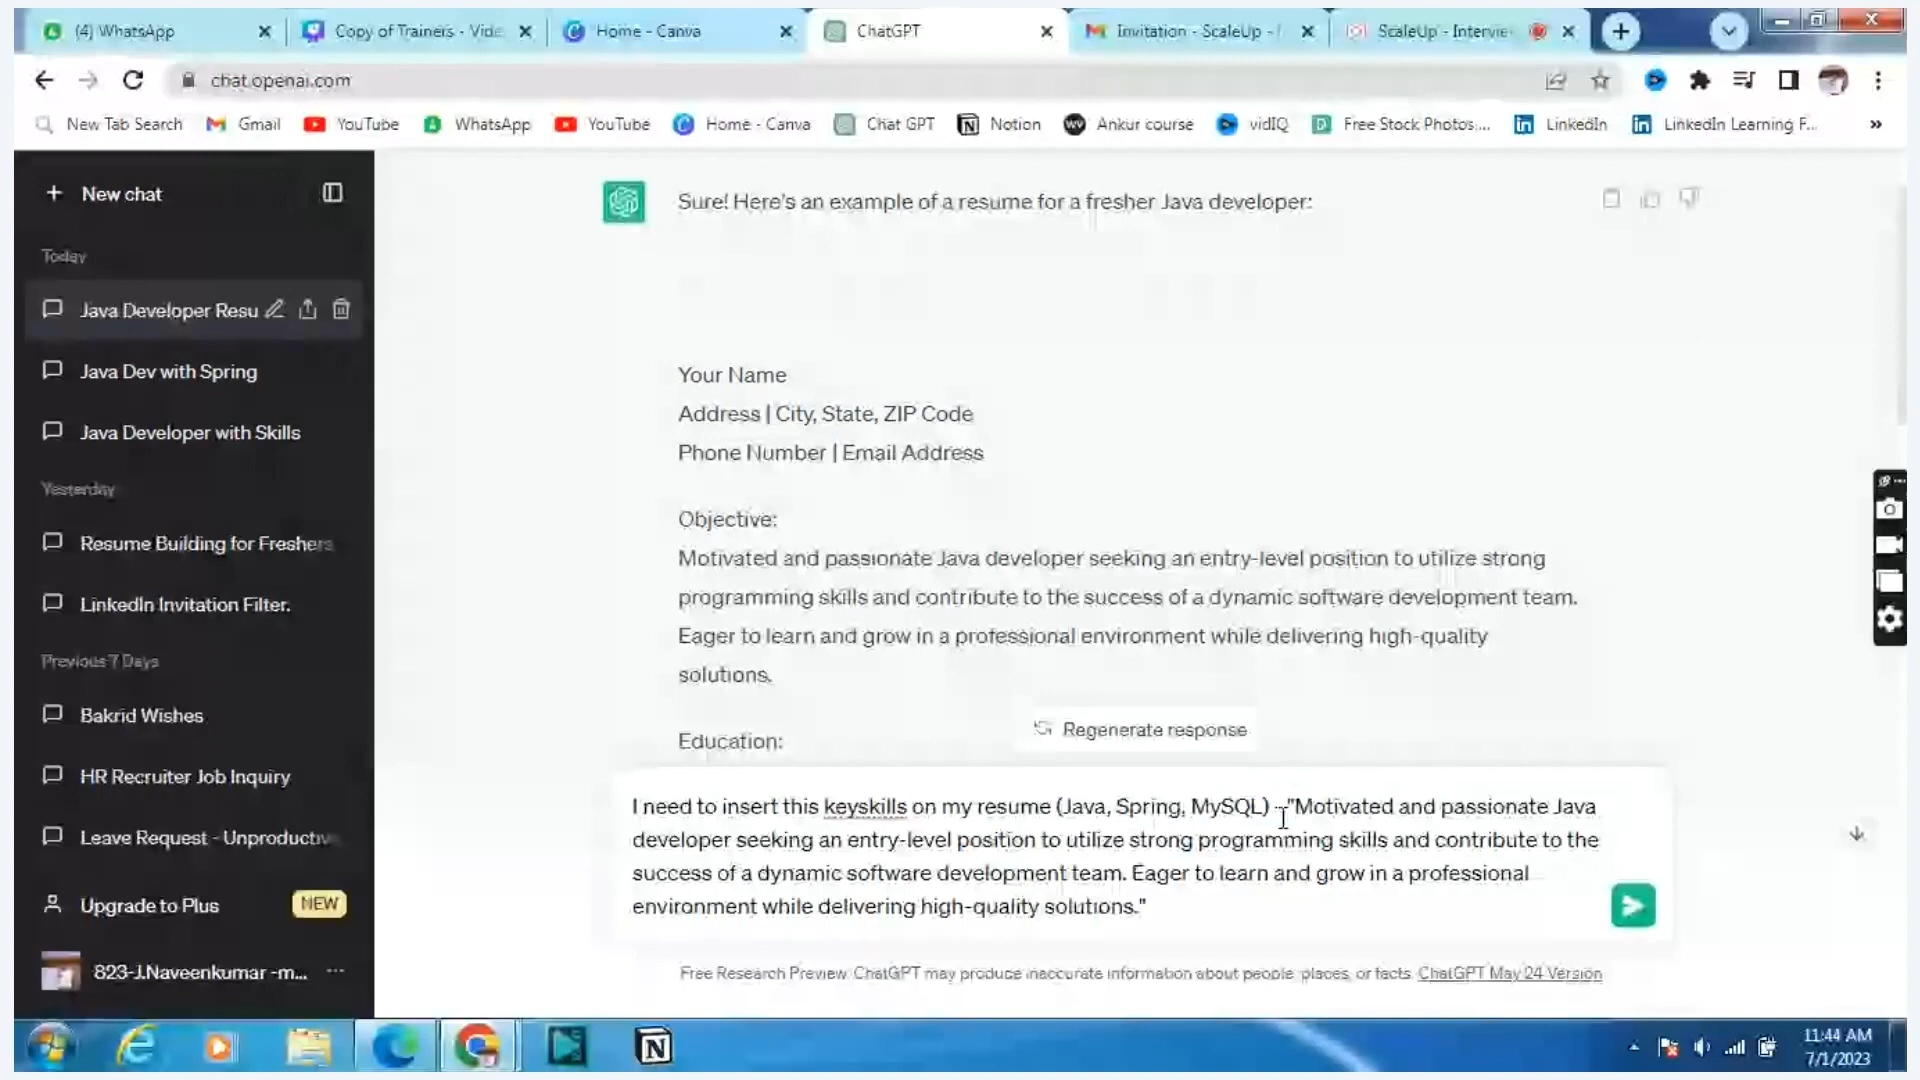 (4) WhatsApp
Copy of Trainers - Vide
Home - Canva
ChatGPT
Invitation - ScaleUp -
ScaleUp - Intervie
chat.openai.com
New Tab Search
Gmail
YouTube
WhatsApp
YouTube
Home - Canva
Chat GPT
Notion
Ankur course
vidIQ
Free Stock Photos:...
LinkedIn
LinkedIn Learning F...
»
+ New chat
Today
Java Developer Resu
Java Dev with Spring
Java Developer with Skills
Yesterday
Resume Building for Freshers
LinkedIn Invitation Filter.
Previous 7 Days
Bakrid Wishes
HR Recruiter Job Inquiry
Leave Request - Unproductiv
Upgrade to Plus
NEW
823-J.Naveenkumar -m...
Sure! Here's an example of a resume for a fresher Java developer:
Your Name
Address | City, State, ZIP Code
Phone Number | Email Address
Objective:
Motivated and passionate Java developer seeking an entry-level position to utilize strong
programming skills and contribute to the success of a dynamic software development team.
Eager to learn and grow in a professional environment while delivering high-quality
solutions.
Education:
Regenerate response
I need to insert this keyskills on my resume (Java, Spring, MySQL) - "Motivated and passionate Java
developer seeking an entry-level position to utilize strong programming skills and contribute to the
success of a dynamic software development team. Eager to learn and grow in a professional
environment while delivering high-quality solutions."
Free Research Preview. ChatGPT may produce inaccurate information about people, places, or facts. ChatGPT May 24 Version
11:44 AM
7/1/2023